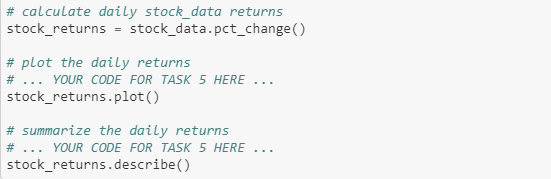 # calculate daily stock_data returns
stock_returns = stock_data.pct_change()
# plot the daily returns
# ... YOUR CODE FOR TASK 5 HERE ...
stock_returns.plot()
# summarize the daily returns
# ... YOUR CODE FOR TASK 5 HERE ...
stock_returns.describe()